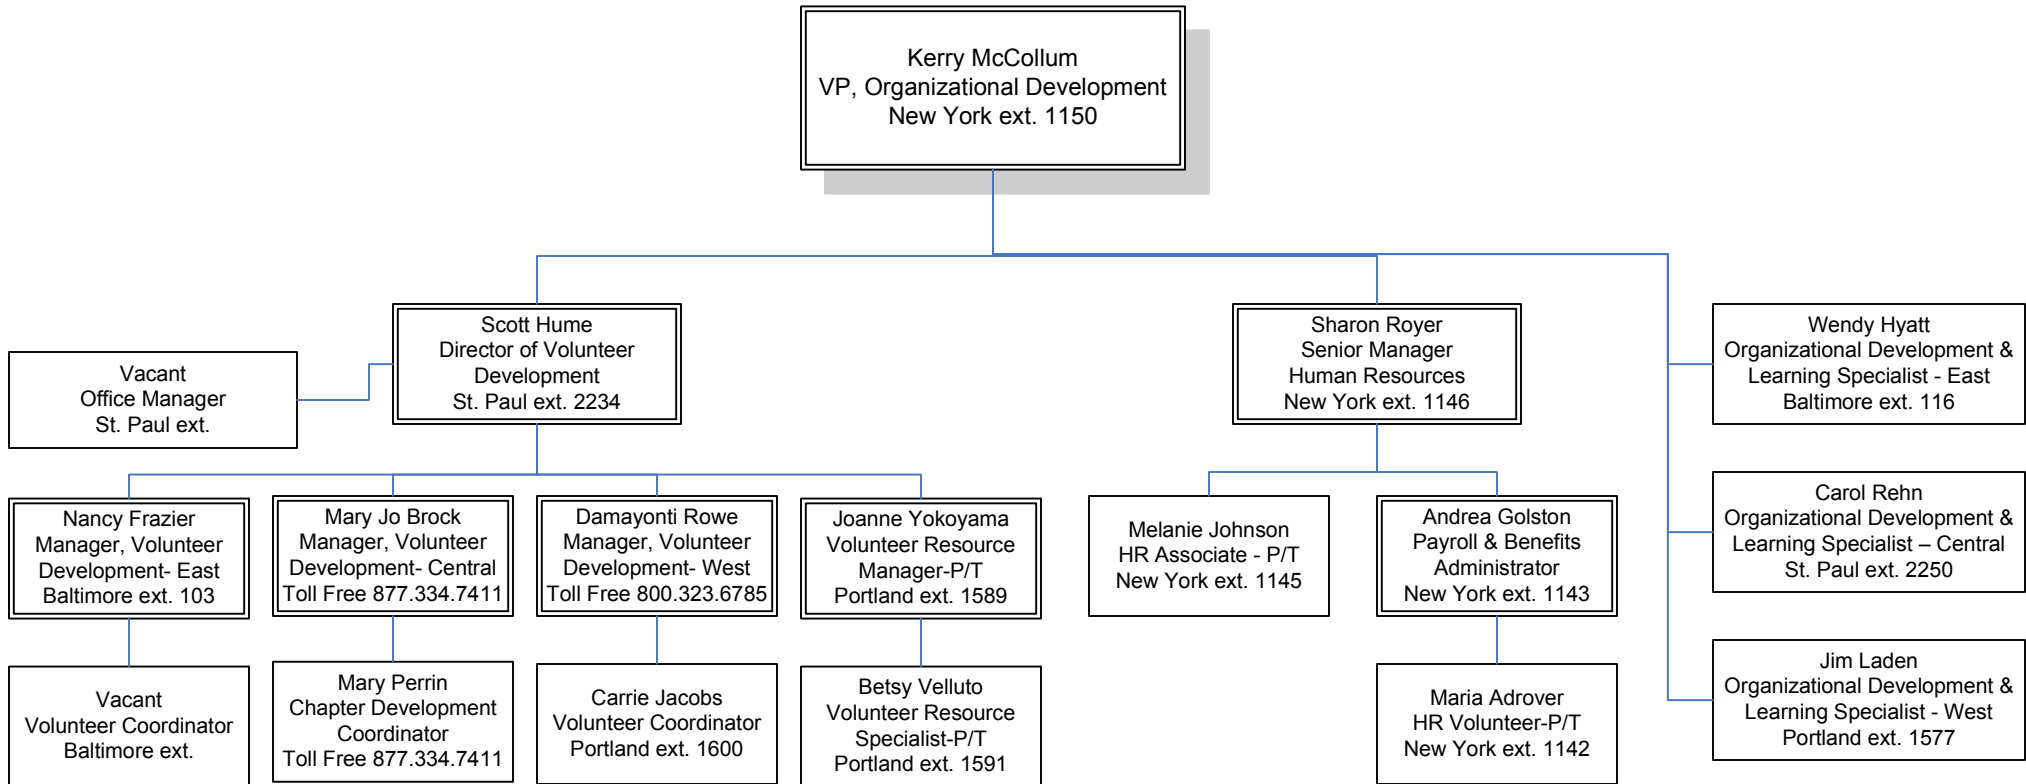 Kerry McCollum
VP, Organizational Development
New York ext. 1150
Scott Hume
Director of Volunteer
Development
St. Paul ext. 2234
Sharon Royer
Senior Manager
Human Resources
New York ext. 1146
Wendy Hyatt
Organizational Development &
Learning Specialist - East
Baltimore ext. 116
Vacant
Office Manager
St. Paul ext.
Carol Rehn
Organizational Development &
Learning Specialist – Central
St. Paul ext. 2250
Nancy Frazier
Manager, Volunteer
Development- East
Baltimore ext. 103
Mary Jo Brock
Manager, Volunteer
Development- Central
Toll Free 877.334.7411
Damayonti Rowe
Manager, Volunteer
Development- West
Toll Free 800.323.6785
Joanne Yokoyama
Volunteer Resource
Manager-P/T
Portland ext. 1589
Melanie Johnson
HR Associate - P/T
New York ext. 1145
Andrea Golston
Payroll & Benefits
Administrator
New York ext. 1143
Jim Laden
Organizational Development &
Learning Specialist - West
Portland ext. 1577
Vacant
Volunteer Coordinator
Baltimore ext.
Mary Perrin
Chapter Development
Coordinator
Toll Free 877.334.7411
Carrie Jacobs
Volunteer Coordinator
Portland ext. 1600
Betsy Velluto
Volunteer Resource
Specialist-P/T
Portland ext. 1591
Maria Adrover
HR Volunteer-P/T
New York ext. 1142